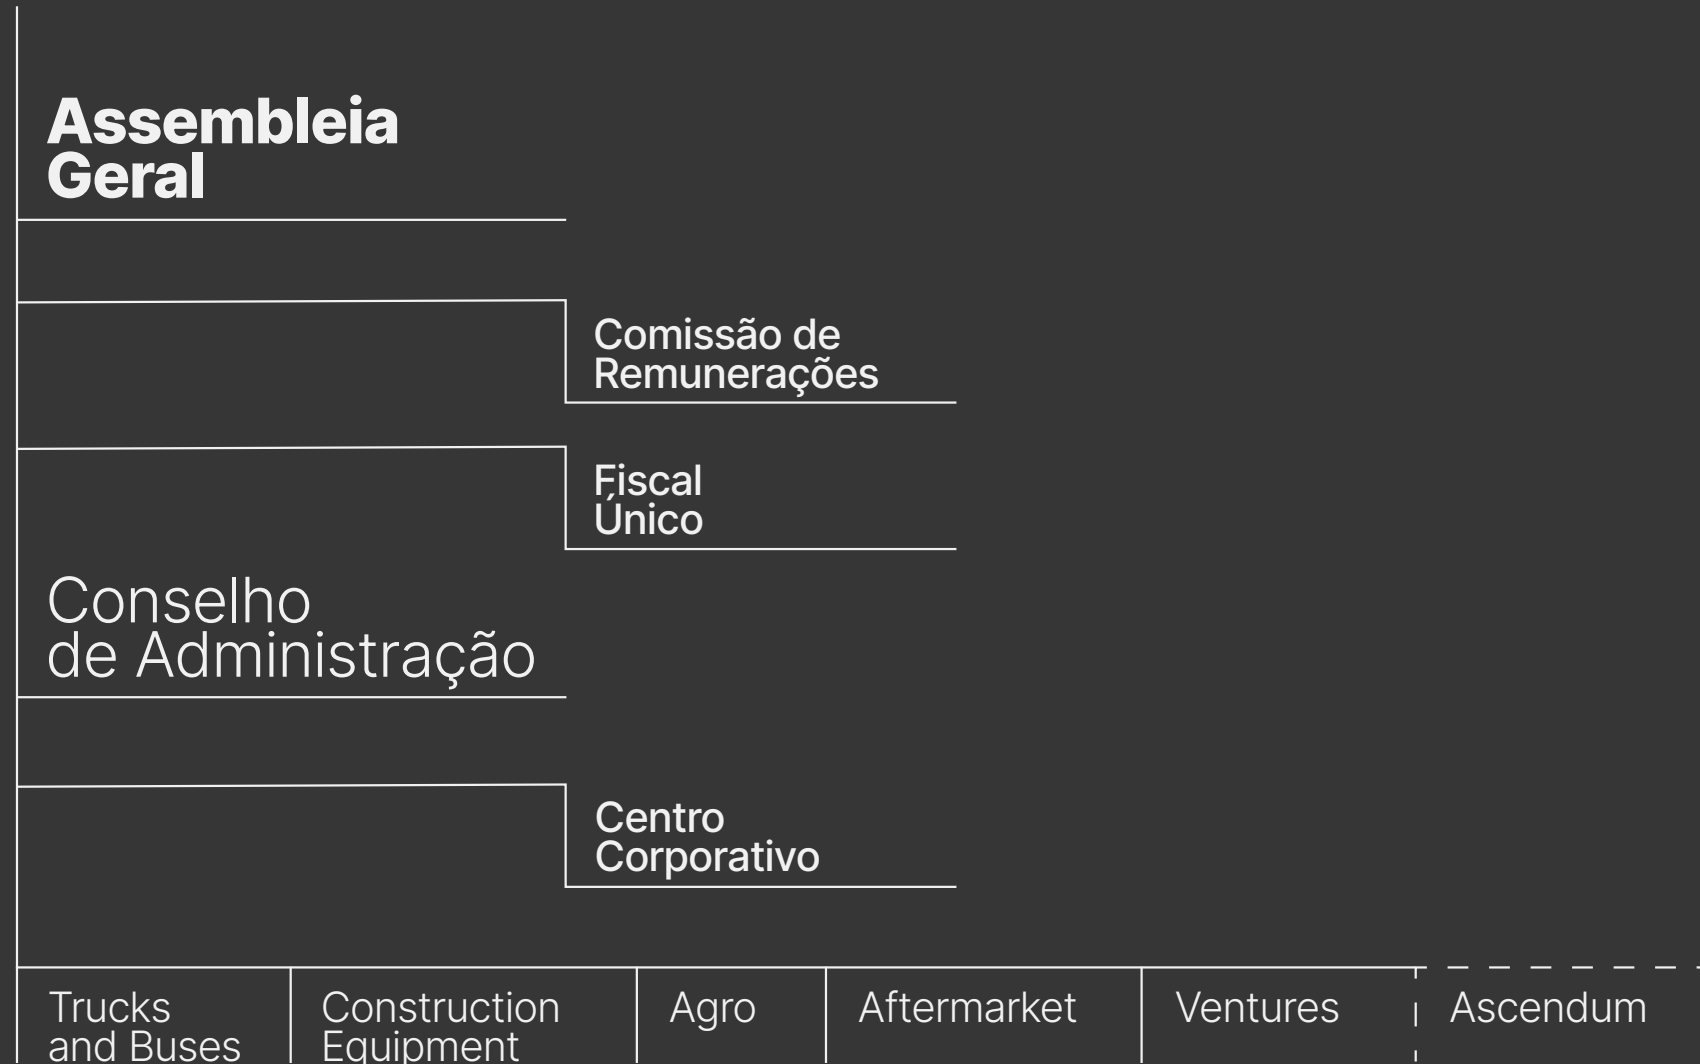 Assembleia
Geral
Comissão de
Remunerações
Fiscal
Único
Conselho
de Administração
Centro
Corporativo
Trucks
and Buses
Construction
Equipment
Agro
Aftermarket
Ventures
Ascendum